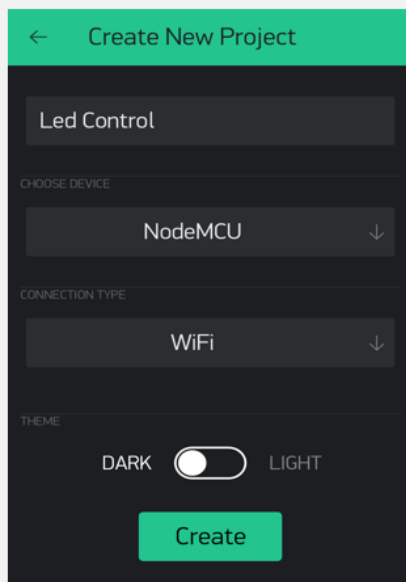 ← Create New Project
Led Control
CHOOSE DEVICE
NodeMCU ↓
CONNECTION TYPE
WiFi ↓
THEME
DARK LIGHT
Create